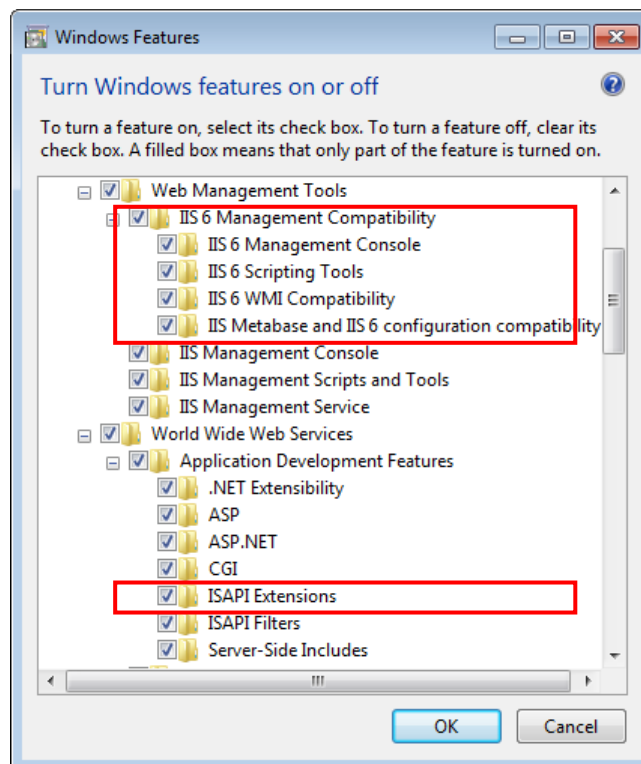 Windows Features
Turn Windows features on or off
To turn a feature on, select its check box. To turn a feature off, clear its
check box. A filled box means that only part of the feature is turned on.
Web Management Tools
IIS 6 Management Compatibility
IIS 6 Management Console
IIS 6 Scripting Tools
IIS 6 WMI Compatibility
IIS Metabase and IIS 6 configuration compatibility
IIS Management Console
IIS Management Scripts and Tools
IIS Management Service
World Wide Web Services
Application Development Features
.NET Extensibility
ASP
ASP.NET
CGI
ISAPI Extensions
ISAPI Filters
Server-Side Includes
OK Cancel